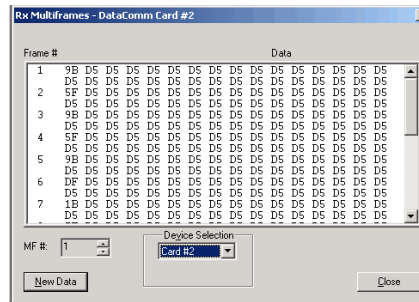 Rx Multiframes - DataComm Card #2
Frame # Data
1 9B D5 D5 D5 D5 D5 D5 D5 D5 D5 D5 D5 D5 D5 D5 D5
D5 D5 D5 D5 D5 D5 D5 D5 D5 D5 D5 D5 D5 D5 D5 D5
2 5F D5 D5 D5 D5 D5 D5 D5 D5 D5 D5 D5 D5 D5 D5 D5
D5 D5 D5 D5 D5 D5 D5 D5 D5 D5 D5 D5 D5 D5 D5 D5
3 9B D5 D5 D5 D5 D5 D5 D5 D5 D5 D5 D5 D5 D5 D5 D5
D5 D5 D5 D5 D5 D5 D5 D5 D5 D5 D5 D5 D5 D5 D5 D5
4 5F D5 D5 D5 D5 D5 D5 D5 D5 D5 D5 D5 D5 D5 D5 D5
D5 D5 D5 D5 D5 D5 D5 D5 D5 D5 D5 D5 D5 D5 D5 D5
5 9B D5 D5 D5 D5 D5 D5 D5 D5 D5 D5 D5 D5 D5 D5 D5
D5 D5 D5 D5 D5 D5 D5 D5 D5 D5 D5 D5 D5 D5 D5 D5
6 DF D5 D5 D5 D5 D5 D5 D5 D5 D5 D5 D5 D5 D5 D5 D5
D5 D5 D5 D5 D5 D5 D5 D5 D5 D5 D5 D5 D5 D5 D5 D5
7 1B D5 D5 D5 D5 D5 D5 D5 D5 D5 D5 D5 D5 D5 D5 D5
D5 D5 D5 D5 D5 D5 D5 D5 D5 D5 D5 D5 D5 D5 D5 D5
Device Selection
MF #: 1 Card #2
New Data Close